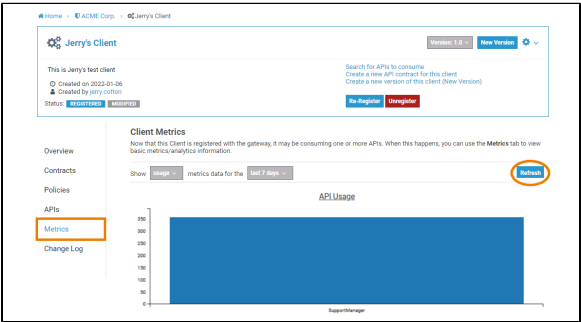 Home › ACME Corp. › Jerry's Client
Jerry's Client
Version: 1.0
New Version
This is Jerry's test client
Created on 2022-01-06
Created by jerry.cotton
Status: REGISTERED MODIFIED
Search for APIs to consume
Create a new API contract for this client
Create a new version of this client (New Version)
Re-Register Unregister
Overview
Contracts
Policies
APIs
Metrics
Change Log
Client Metrics
Now that this Client is registered with the gateway, it may be consuming one or more APIs. When this happens, you can use the Metrics tab to view
basic metrics/analytics information.
Show usage metrics data for the last 7 days
Refresh
API Usage
350
300
250
200
150
100
50
0
SupportManager